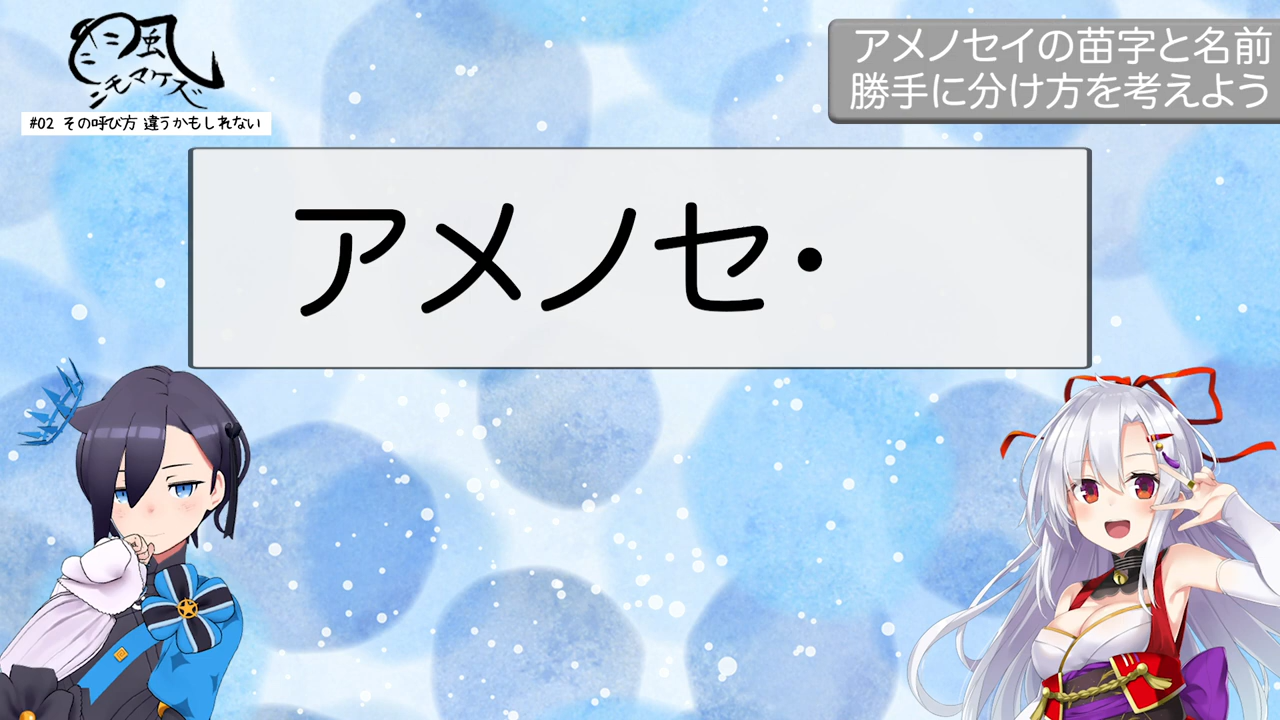 風
ニモマケズ
#02 その呼び方 違うかもしれない
アメノセイの苗字と名前
勝手に分け方を考えよう
アメノセ・